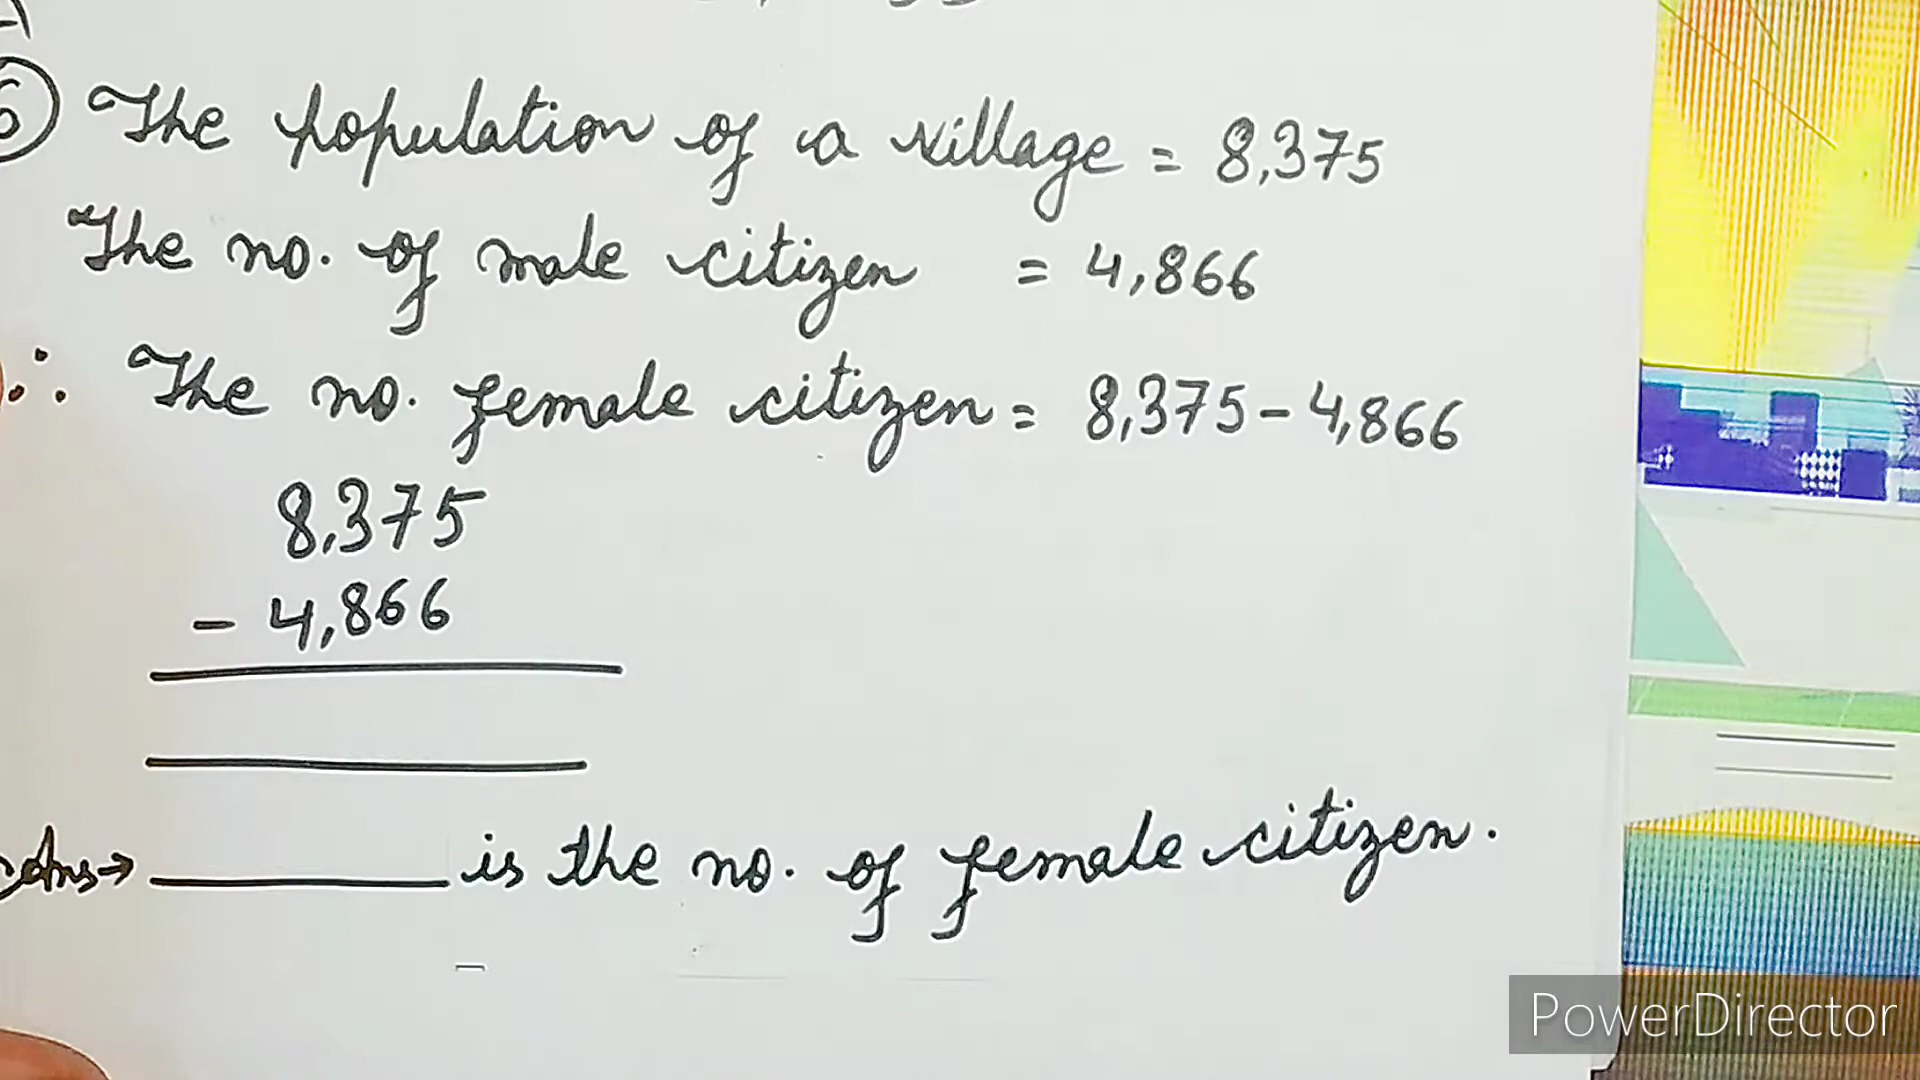 6 The population of a village = 8,375
The no. of male citizen = 4,866
∴ The no. female citizen = 8,375 - 4,866
8,375
- 4,866
Ans → is the no. of female citizen.
PowerDirector